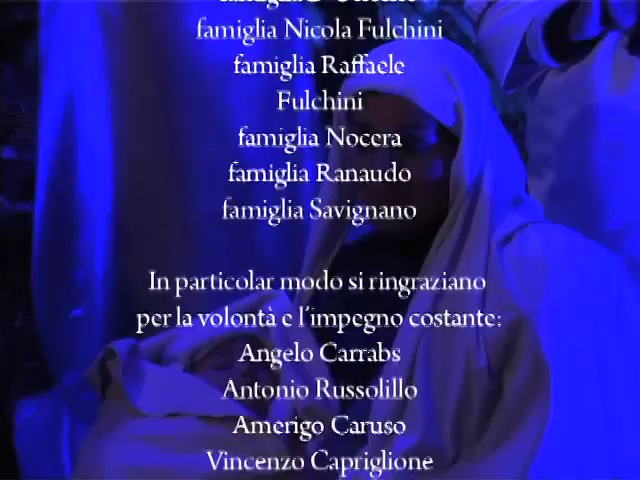 famiglia Nicola Fulchini
famiglia Raffaele
Fulchini
famiglia Nocera
famiglia Ranaudo
famiglia Savignano
In particolar modo si ringraziano
per la volontà e l'impegno costante:
Angelo Carrabs
Antonio Russolillo
Amerigo Caruso
Vincenzo Capriglione